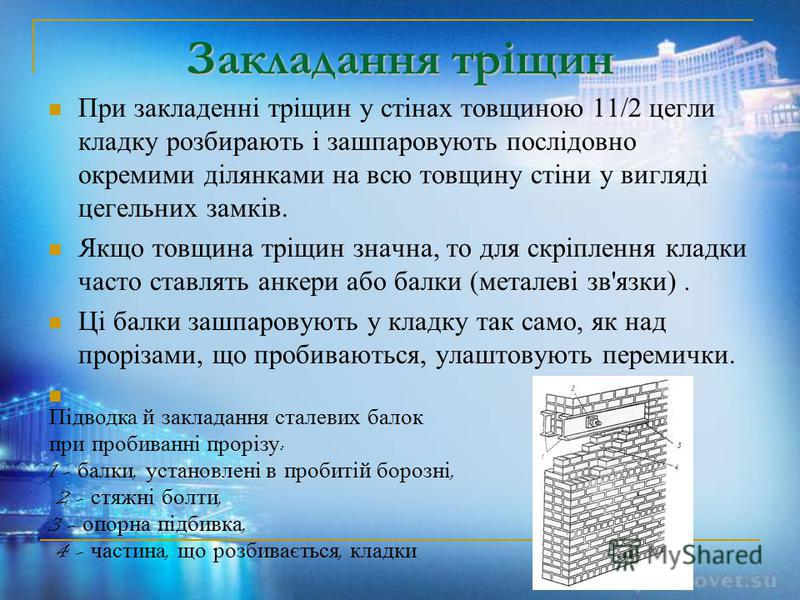 Закладання тріщин
При закладенні тріщин у стінах товщиною 11/2 цегли
кладку розбирають і зашпаровують послідовно
окремими ділянками на всю товщину стіни у вигляді
цегельних замків.
Якщо товщина тріщин значна, то для скріплення кладки
часто ставлять анкери або балки (металеві зв'язки) .
Ці балки зашпаровують у кладку так само, як над
прорізами, що пробиваються, улаштовують перемички.
Підводка й закладання сталевих балок
при пробиванні прорізу:
1 - балки, установлені в пробитій борозні,
2 - стяжні болти,
3 - опорна підбивка,
4 - частина, що розбивається, кладки
2
1
3
4
MyShared
ovet.su